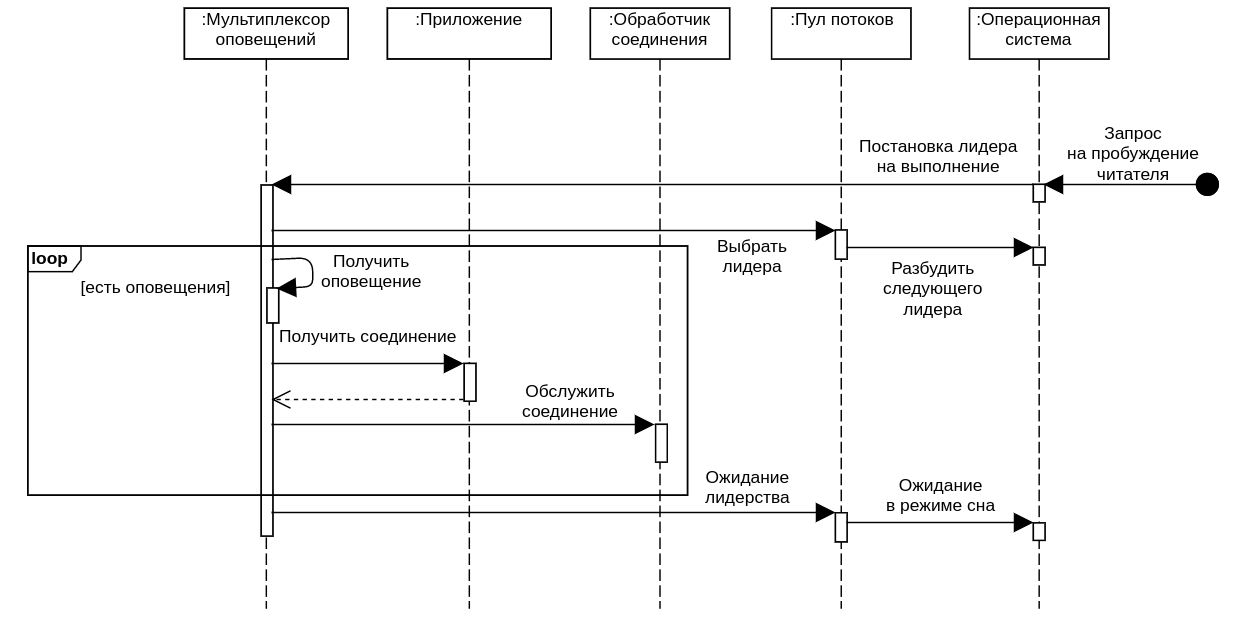 :Мультиплексор
оповещений
:Приложение
:Обработчик
соединения
:Пул потоков
:Операционная
система
Запрос
на пробуждение
читателя
Постановка лидера
на выполнение
Выбрать
лидера
Разбудить
следующего
лидера
loop
[есть оповещения]
Получить
оповещение
Получить соединение
Обслужить
соединение
Ожидание
лидерства
Ожидание
в режиме сна